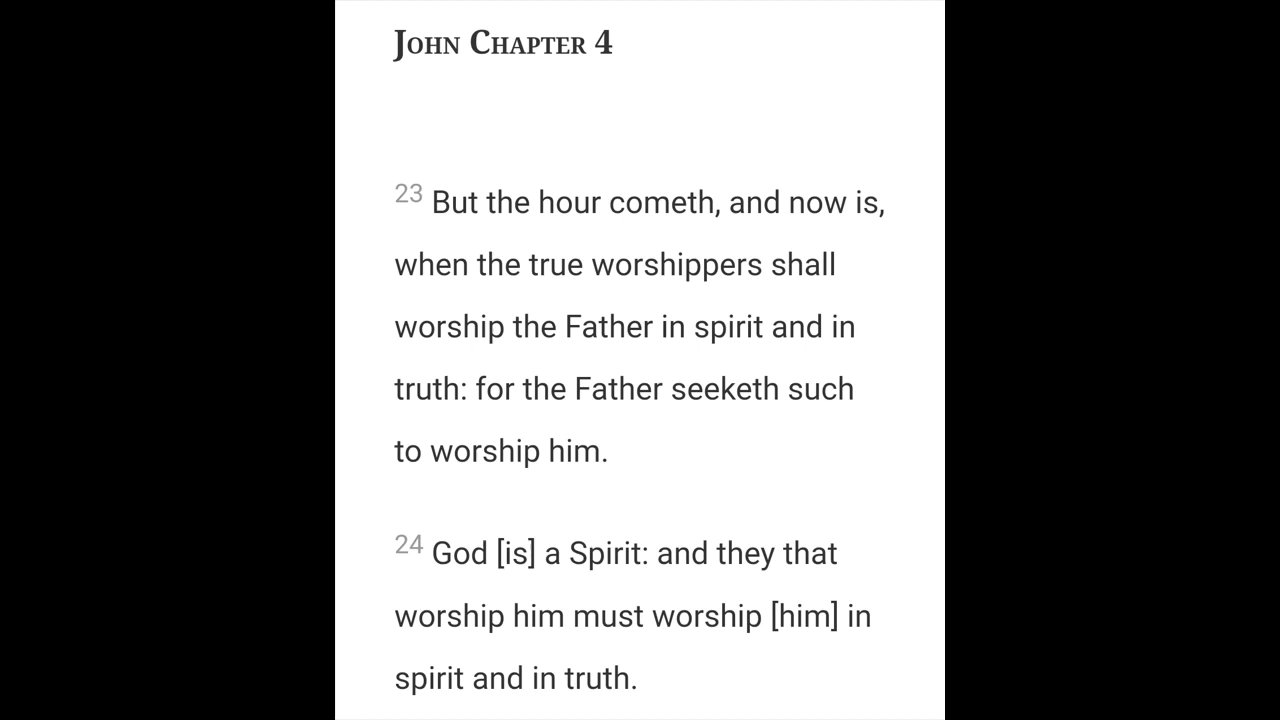 John Chapter 4
23 But the hour cometh, and now is,
when the true worshippers shall
worship the Father in spirit and in
truth: for the Father seeketh such
to worship him.
24 God [is] a Spirit: and they that
worship him must worship [him] in
spirit and in truth.